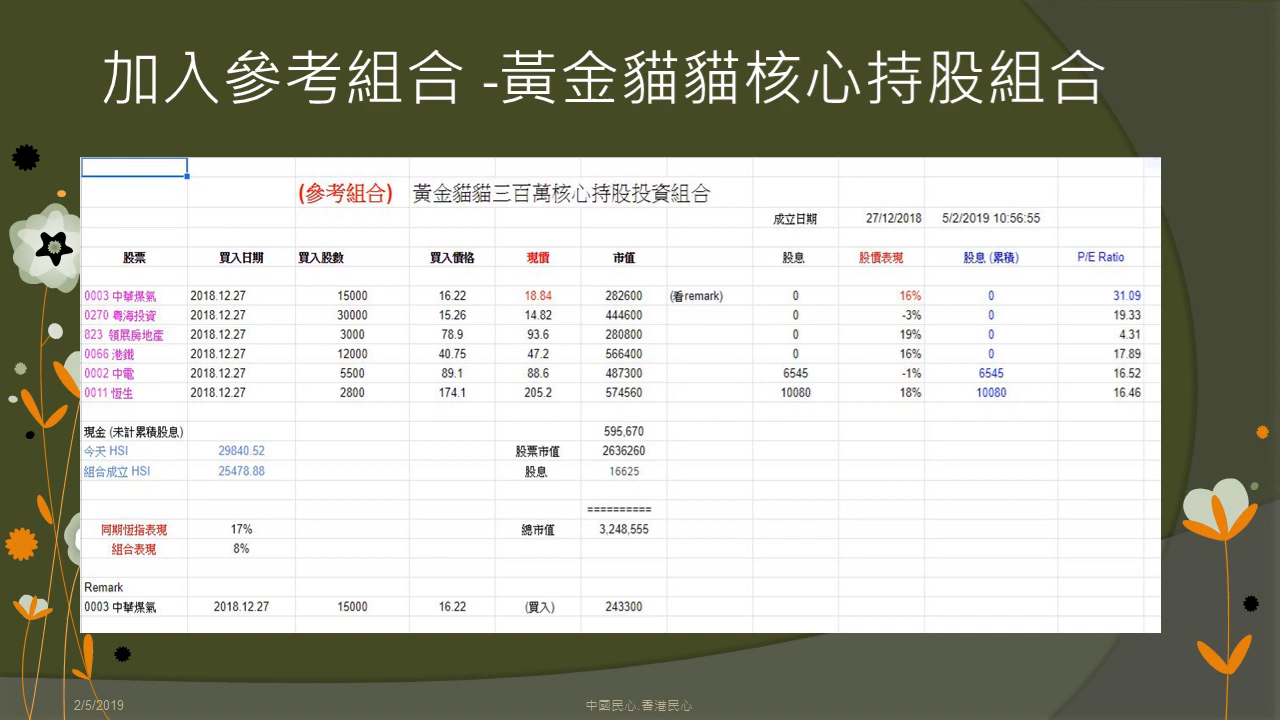 加入參考組合 -黃金貓貓核心持股組合
(參考組合) 黃金貓貓三百萬核心持股投資組合
成立日期 27/12/2018 5/2/2019 10:56:55
股票 買入日期 買入股數 買入價格 現價 市值 股息 股價表現 股息 (累積) P/E Ratio
0003 中華煤氣 2018.12.27 15000 16.22 18.84 282600 (看remark) 0 16% 0 31.09
0270 粵海投資 2018.12.27 30000 15.26 14.82 444600 0 -3% 0 19.33
823 領展房地產 2018.12.27 3000 78.9 93.6 280800 0 19% 0 4.31
0066 港鐵 2018.12.27 12000 40.75 47.2 566400 0 16% 0 17.89
0002 中電 2018.12.27 5500 89.1 88.6 487300 6545 -1% 6545 16.52
0011 恆生 2018.12.27 2800 174.1 205.2 574560 10080 18% 10080 16.46
現金 (未計累積股息) 595,670
今天 HSI 29840.52 股票市值 2636260
組合成立 HSI 25478.88 股息 16625
==========
同期恆指表現 17% 總市值 3,248,555
組合表現 8%
Remark
0003 中華煤氣 2018.12.27 15000 16.22 (買入) 243300
2/5/2019 中國民心.香港民心